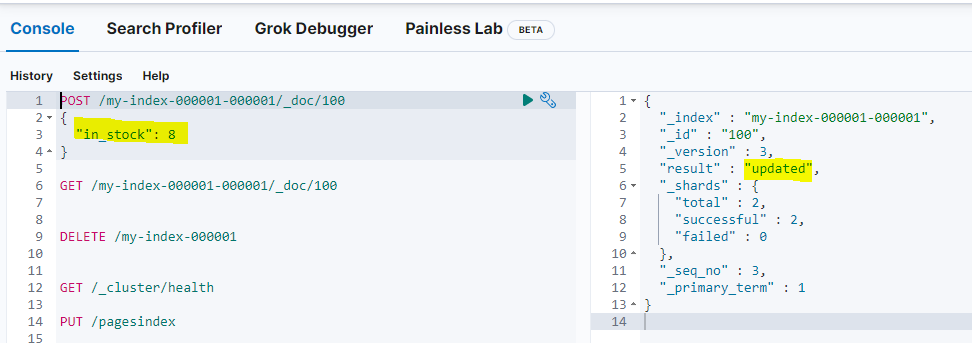 Console Search Profiler Grok Debugger Painless Lab BETA
History Settings Help
1 POST /my-index-000001-000001/_doc/100
2 {
3 "in_stock": 8
4 }
5
6 GET /my-index-000001-000001/_doc/100
7
8
9 DELETE /my-index-000001
10
11
12 GET /_cluster/health
13
14 PUT /pagesindex
15
1 {
2 "_index" : "my-index-000001-000001",
3 "_id" : "100",
4 "_version" : 3,
5 "result" : "updated",
6 "_shards" : {
7 "total" : 2,
8 "successful" : 2,
9 "failed" : 0
10 },
11 "_seq_no" : 3,
12 "_primary_term" : 1
13 }
14